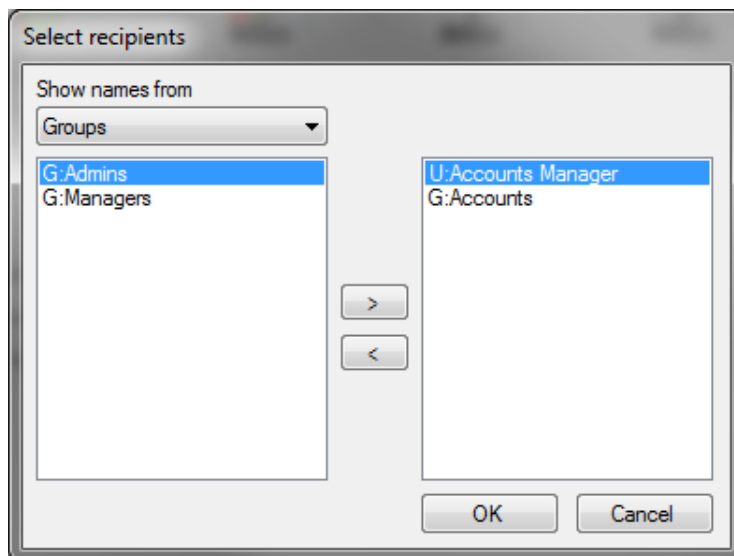 Select recipients
Show names from
Groups
G:Admins
G:Managers
U:Accounts Manager
G:Accounts
>
<
OK
Cancel